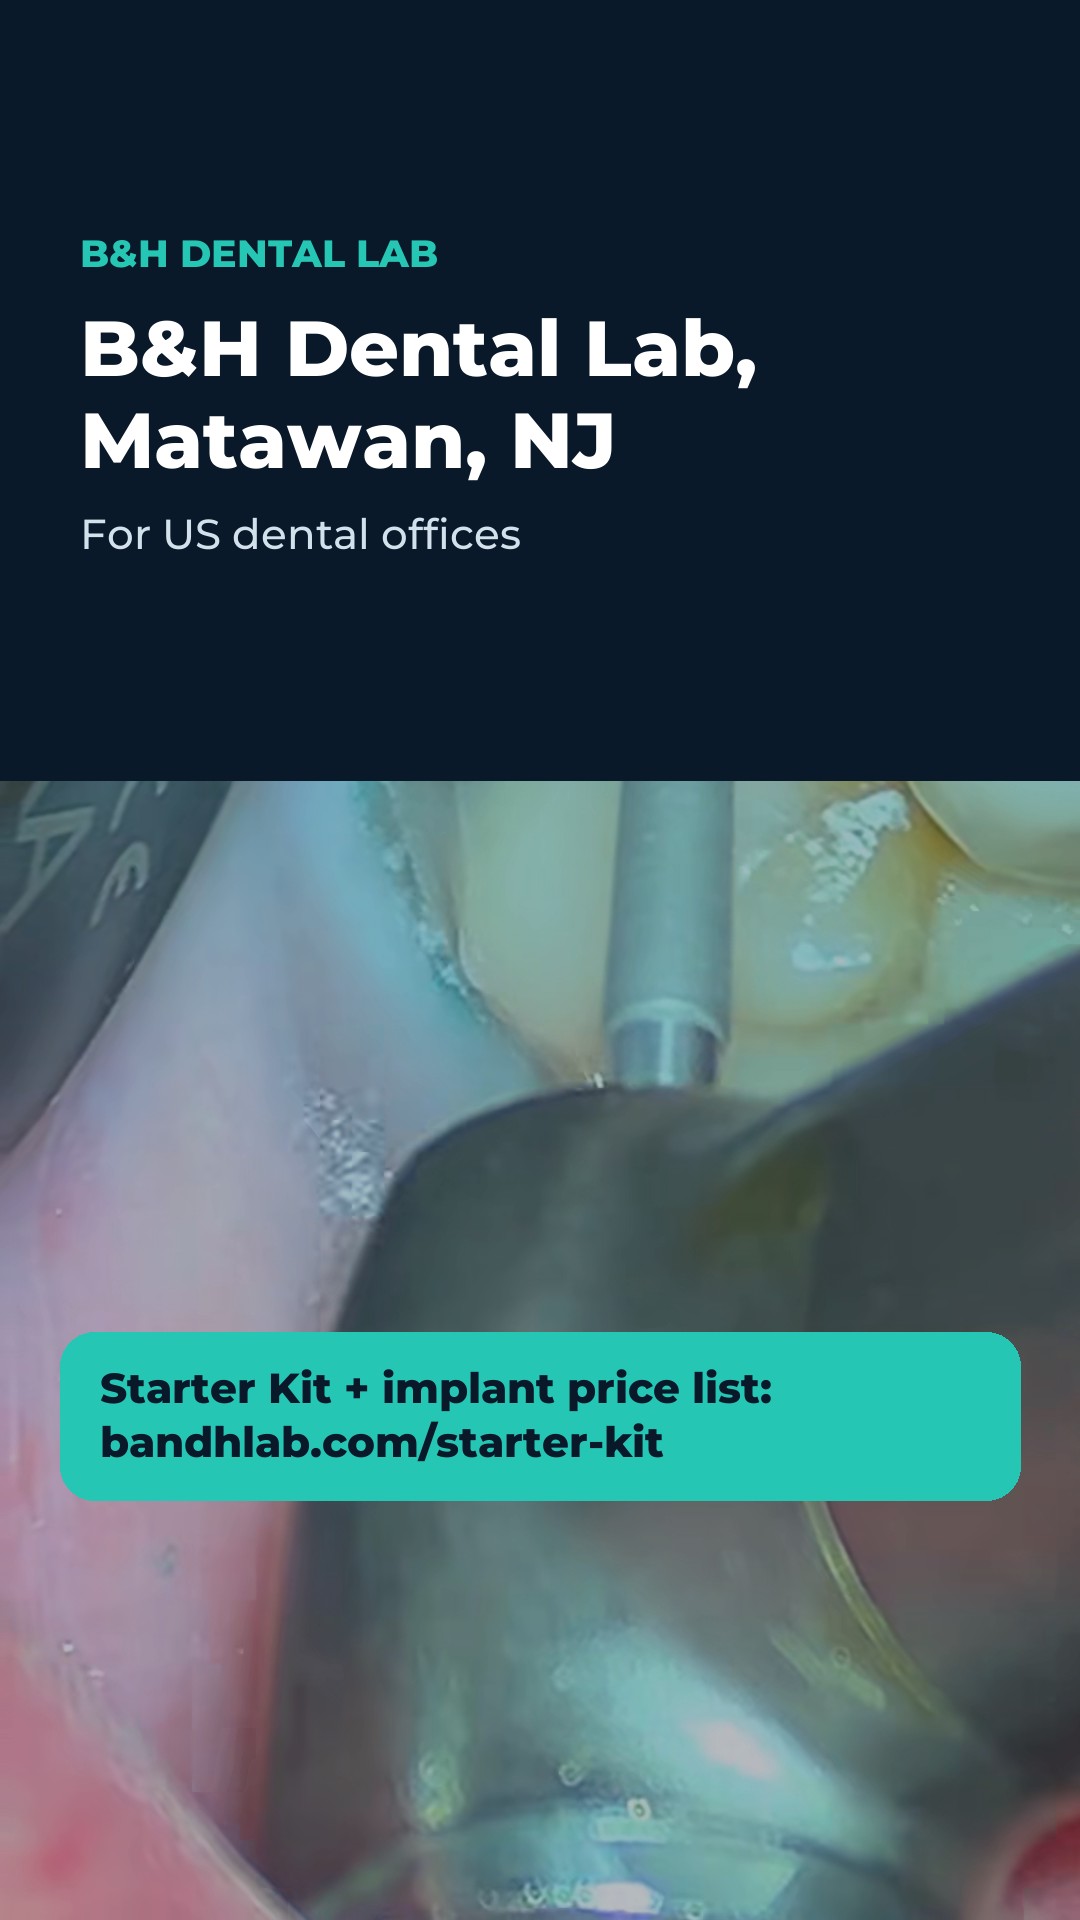 B&H DENTAL LAB
B&H Dental Lab,
Matawan, NJ
For US dental offices
Starter Kit + implant price list:
bandhlab.com/starter-kit